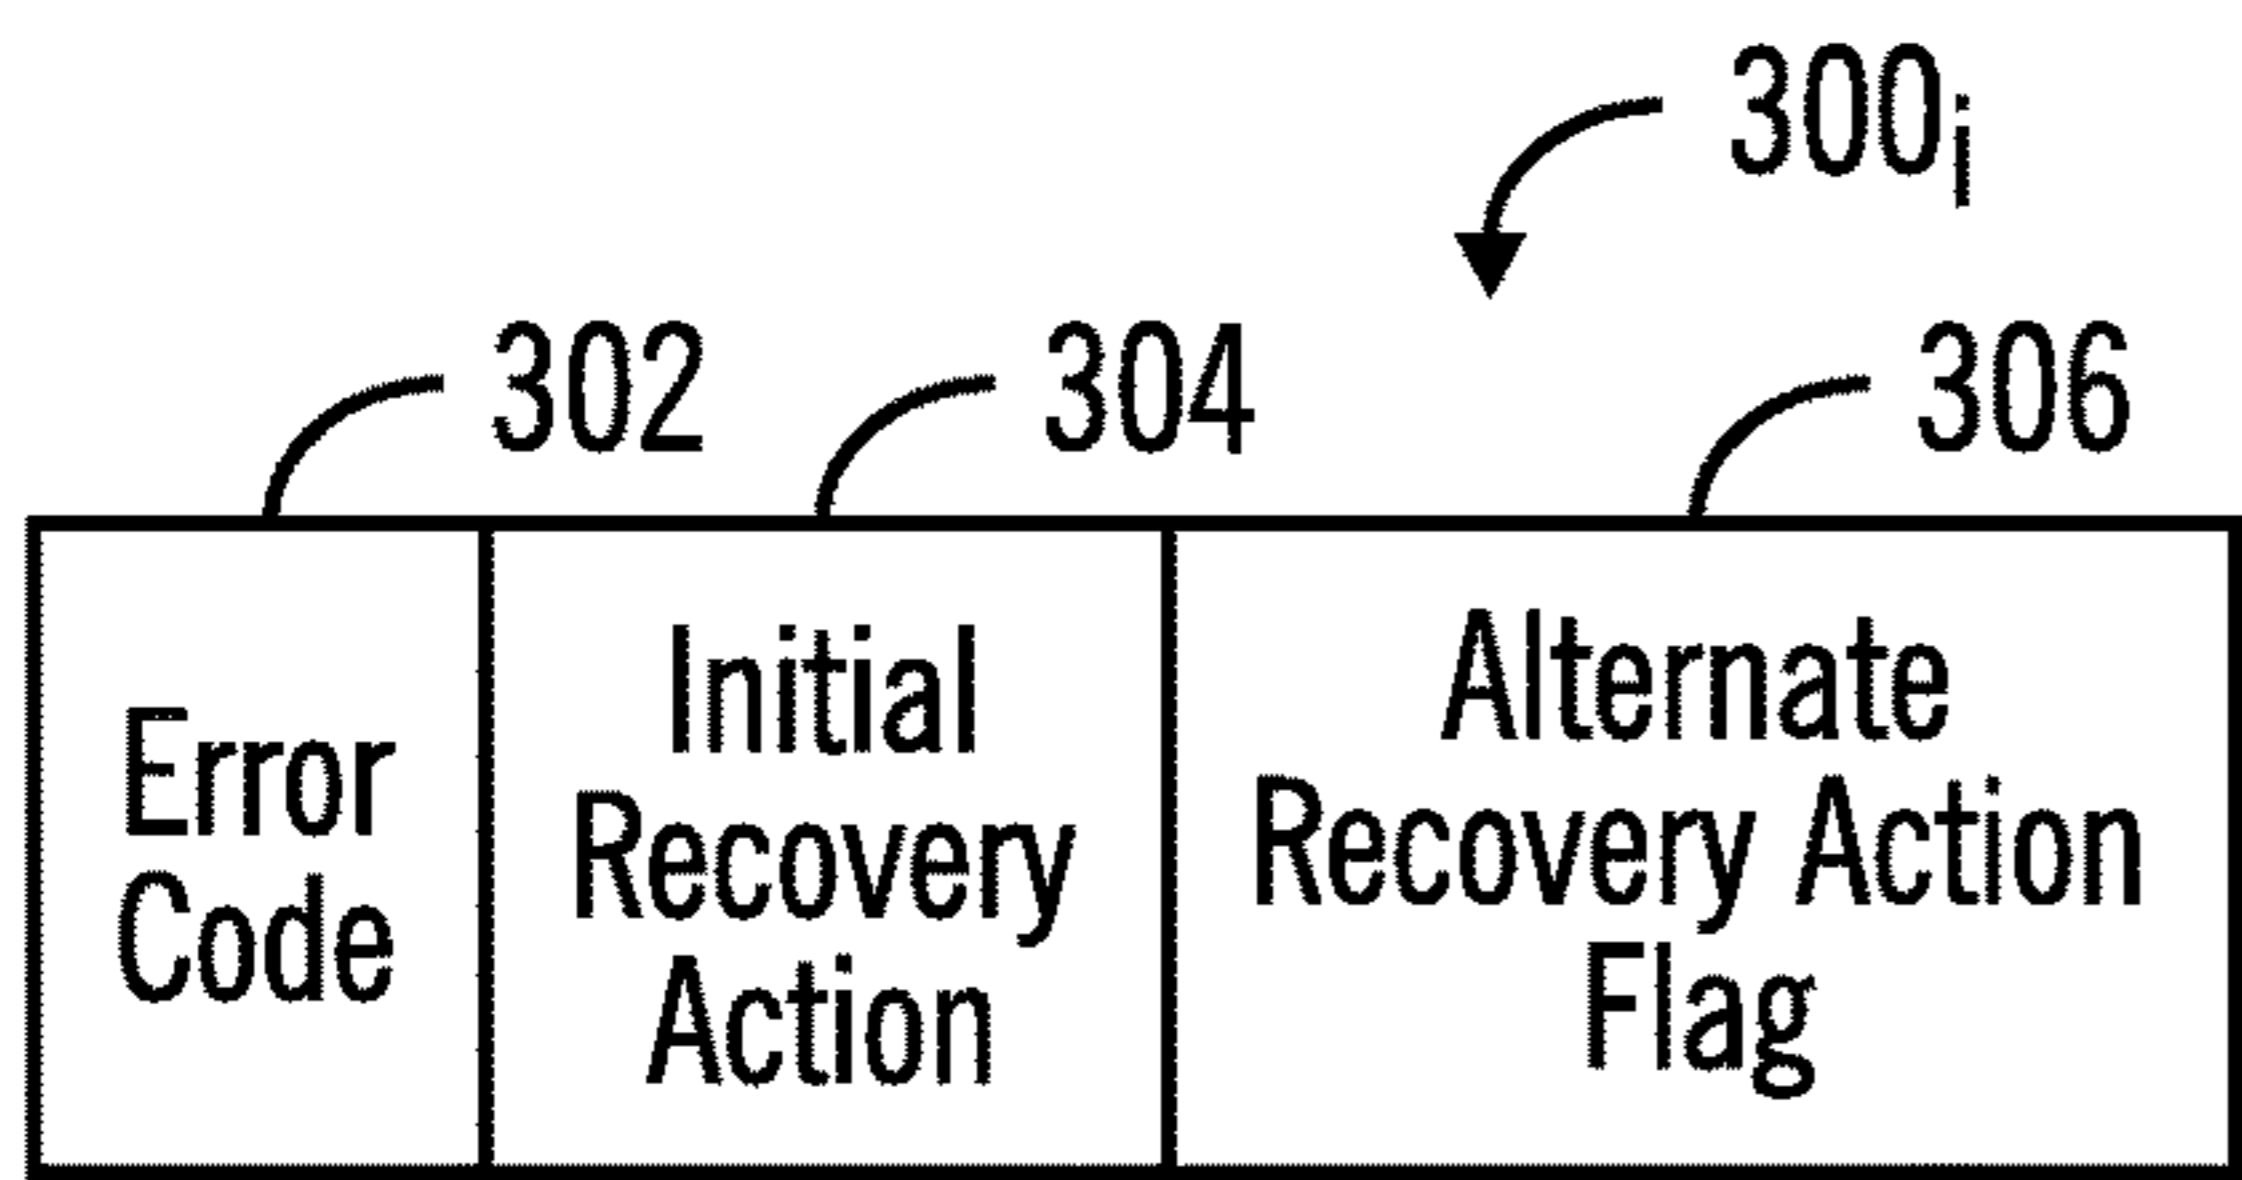 300i
302
304
306
Error
Code
Initial
Recovery
Action
Alternate
Recovery Action
Flag